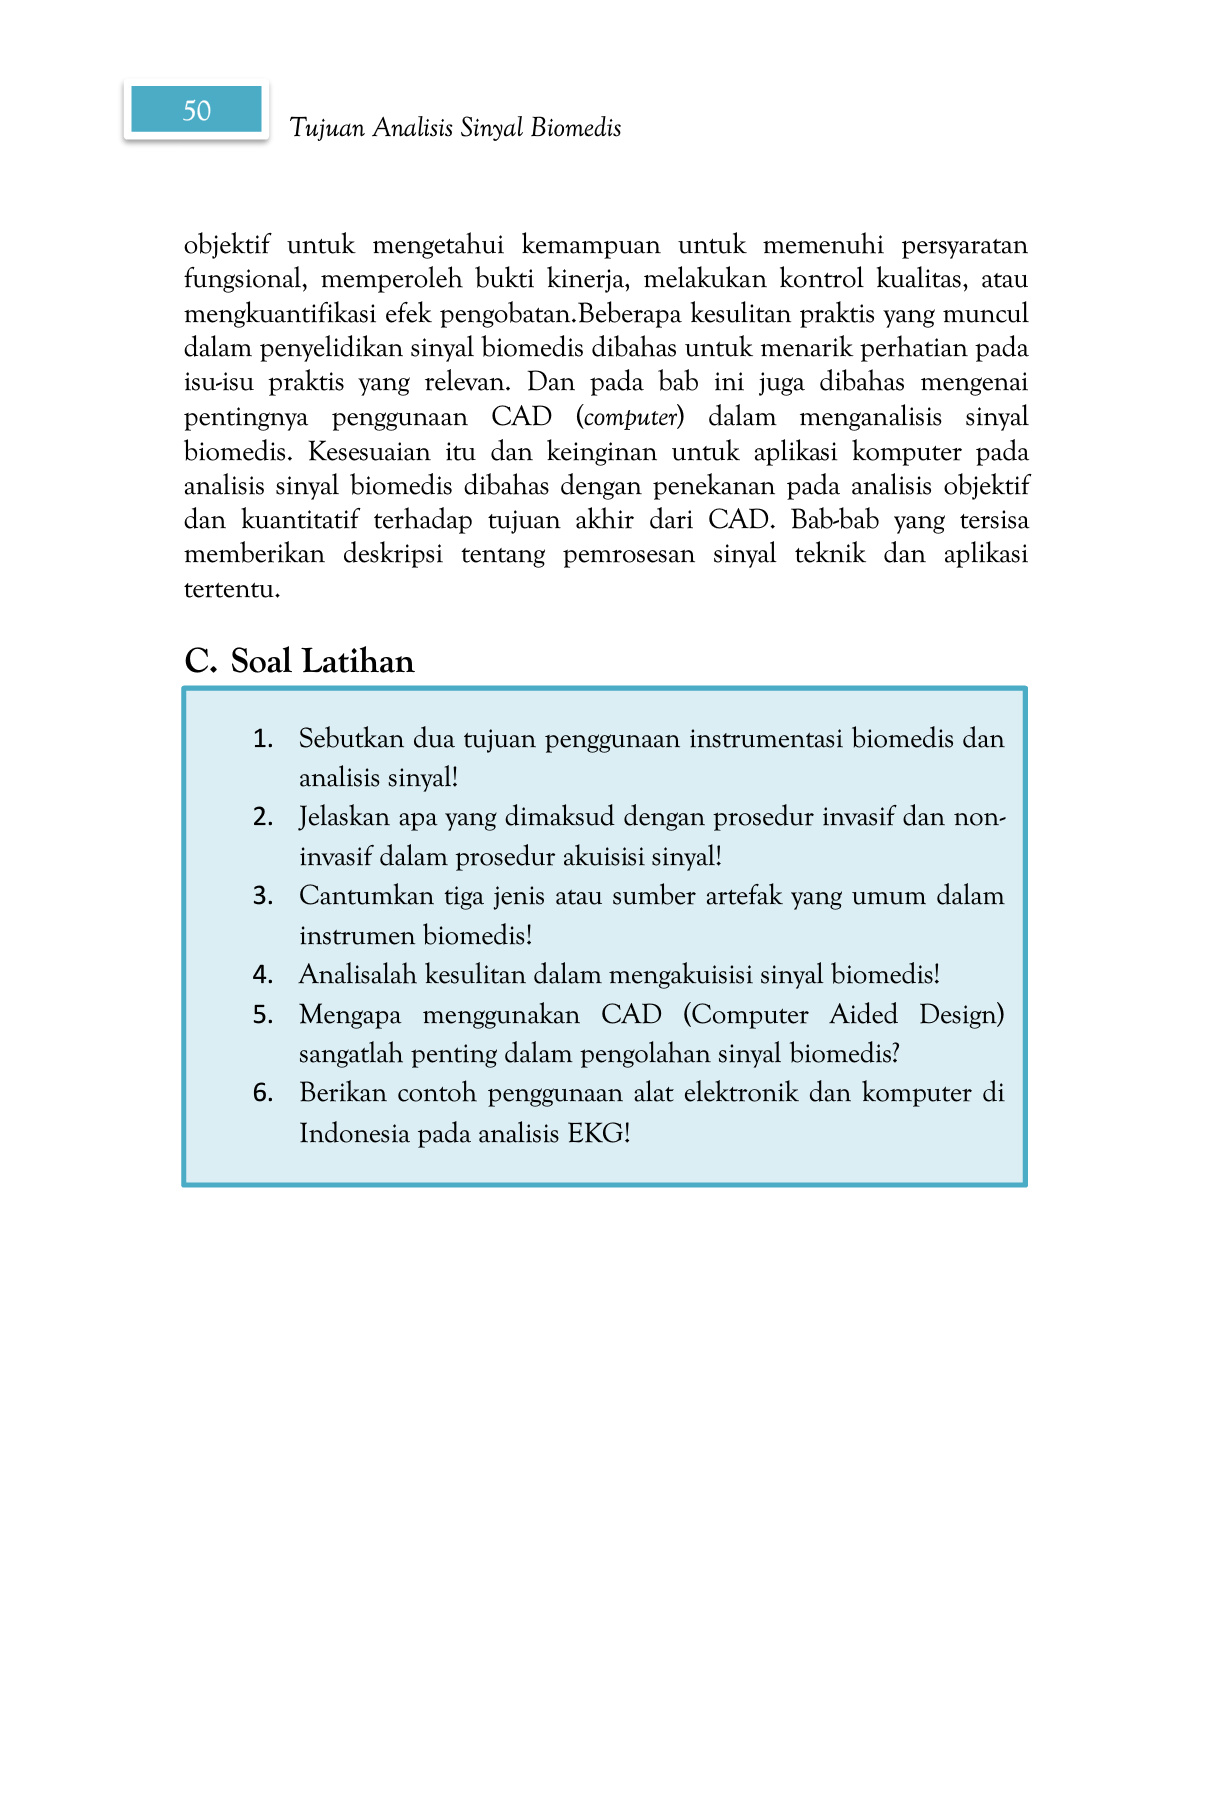 50
Tujuan Analisis Sinyal Biomedis
objektif untuk mengetahui kemampuan untuk memenuhi persyaratan
fungsional, memperoleh bukti kinerja, melakukan kontrol kualitas, atau
mengkuantifikasi efek pengobatan.Beberapa kesulitan praktis yang muncul
dalam penyelidikan sinyal biomedis dibahas untuk menarik perhatian pada
isu-isu praktis yang relevan. Dan pada bab ini juga dibahas mengenai
pentingnya penggunaan CAD (computer) dalam menganalisis sinyal
biomedis. Kesesuaian itu dan keinginan untuk aplikasi komputer pada
analisis sinyal biomedis dibahas dengan penekanan pada analisis objektif
dan kuantitatif terhadap tujuan akhir dari CAD. Bab-bab yang tersisa
memberikan deskripsi tentang pemrosesan sinyal teknik dan aplikasi
tertentu.
C. Soal Latihan
1. Sebutkan dua tujuan penggunaan instrumentasi biomedis dan
analisis sinyal!
2. Jelaskan apa yang dimaksud dengan prosedur invasif dan non-
invasif dalam prosedur akuisisi sinyal!
3. Cantumkan tiga jenis atau sumber artefak yang umum dalam
instrumen biomedis!
4. Analisalah kesulitan dalam mengakuisisi sinyal biomedis!
5. Mengapa menggunakan CAD (Computer Aided Design)
sangatlah penting dalam pengolahan sinyal biomedis?
6. Berikan contoh penggunaan alat elektronik dan komputer di
Indonesia pada analisis EKG!